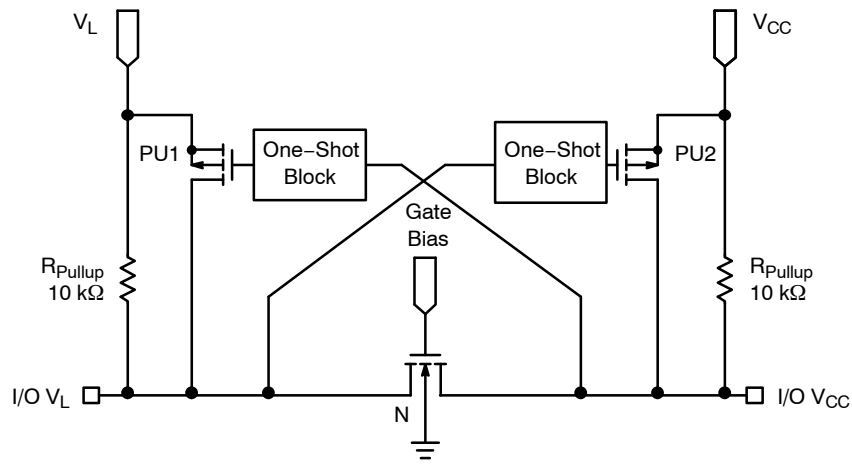 V_L
V_CC
PU1
One−Shot
Block
One−Shot
Block
PU2
Gate
Bias
R_Pullup
10 kΩ
R_Pullup
10 kΩ
I/O V_L
N
I/O V_CC